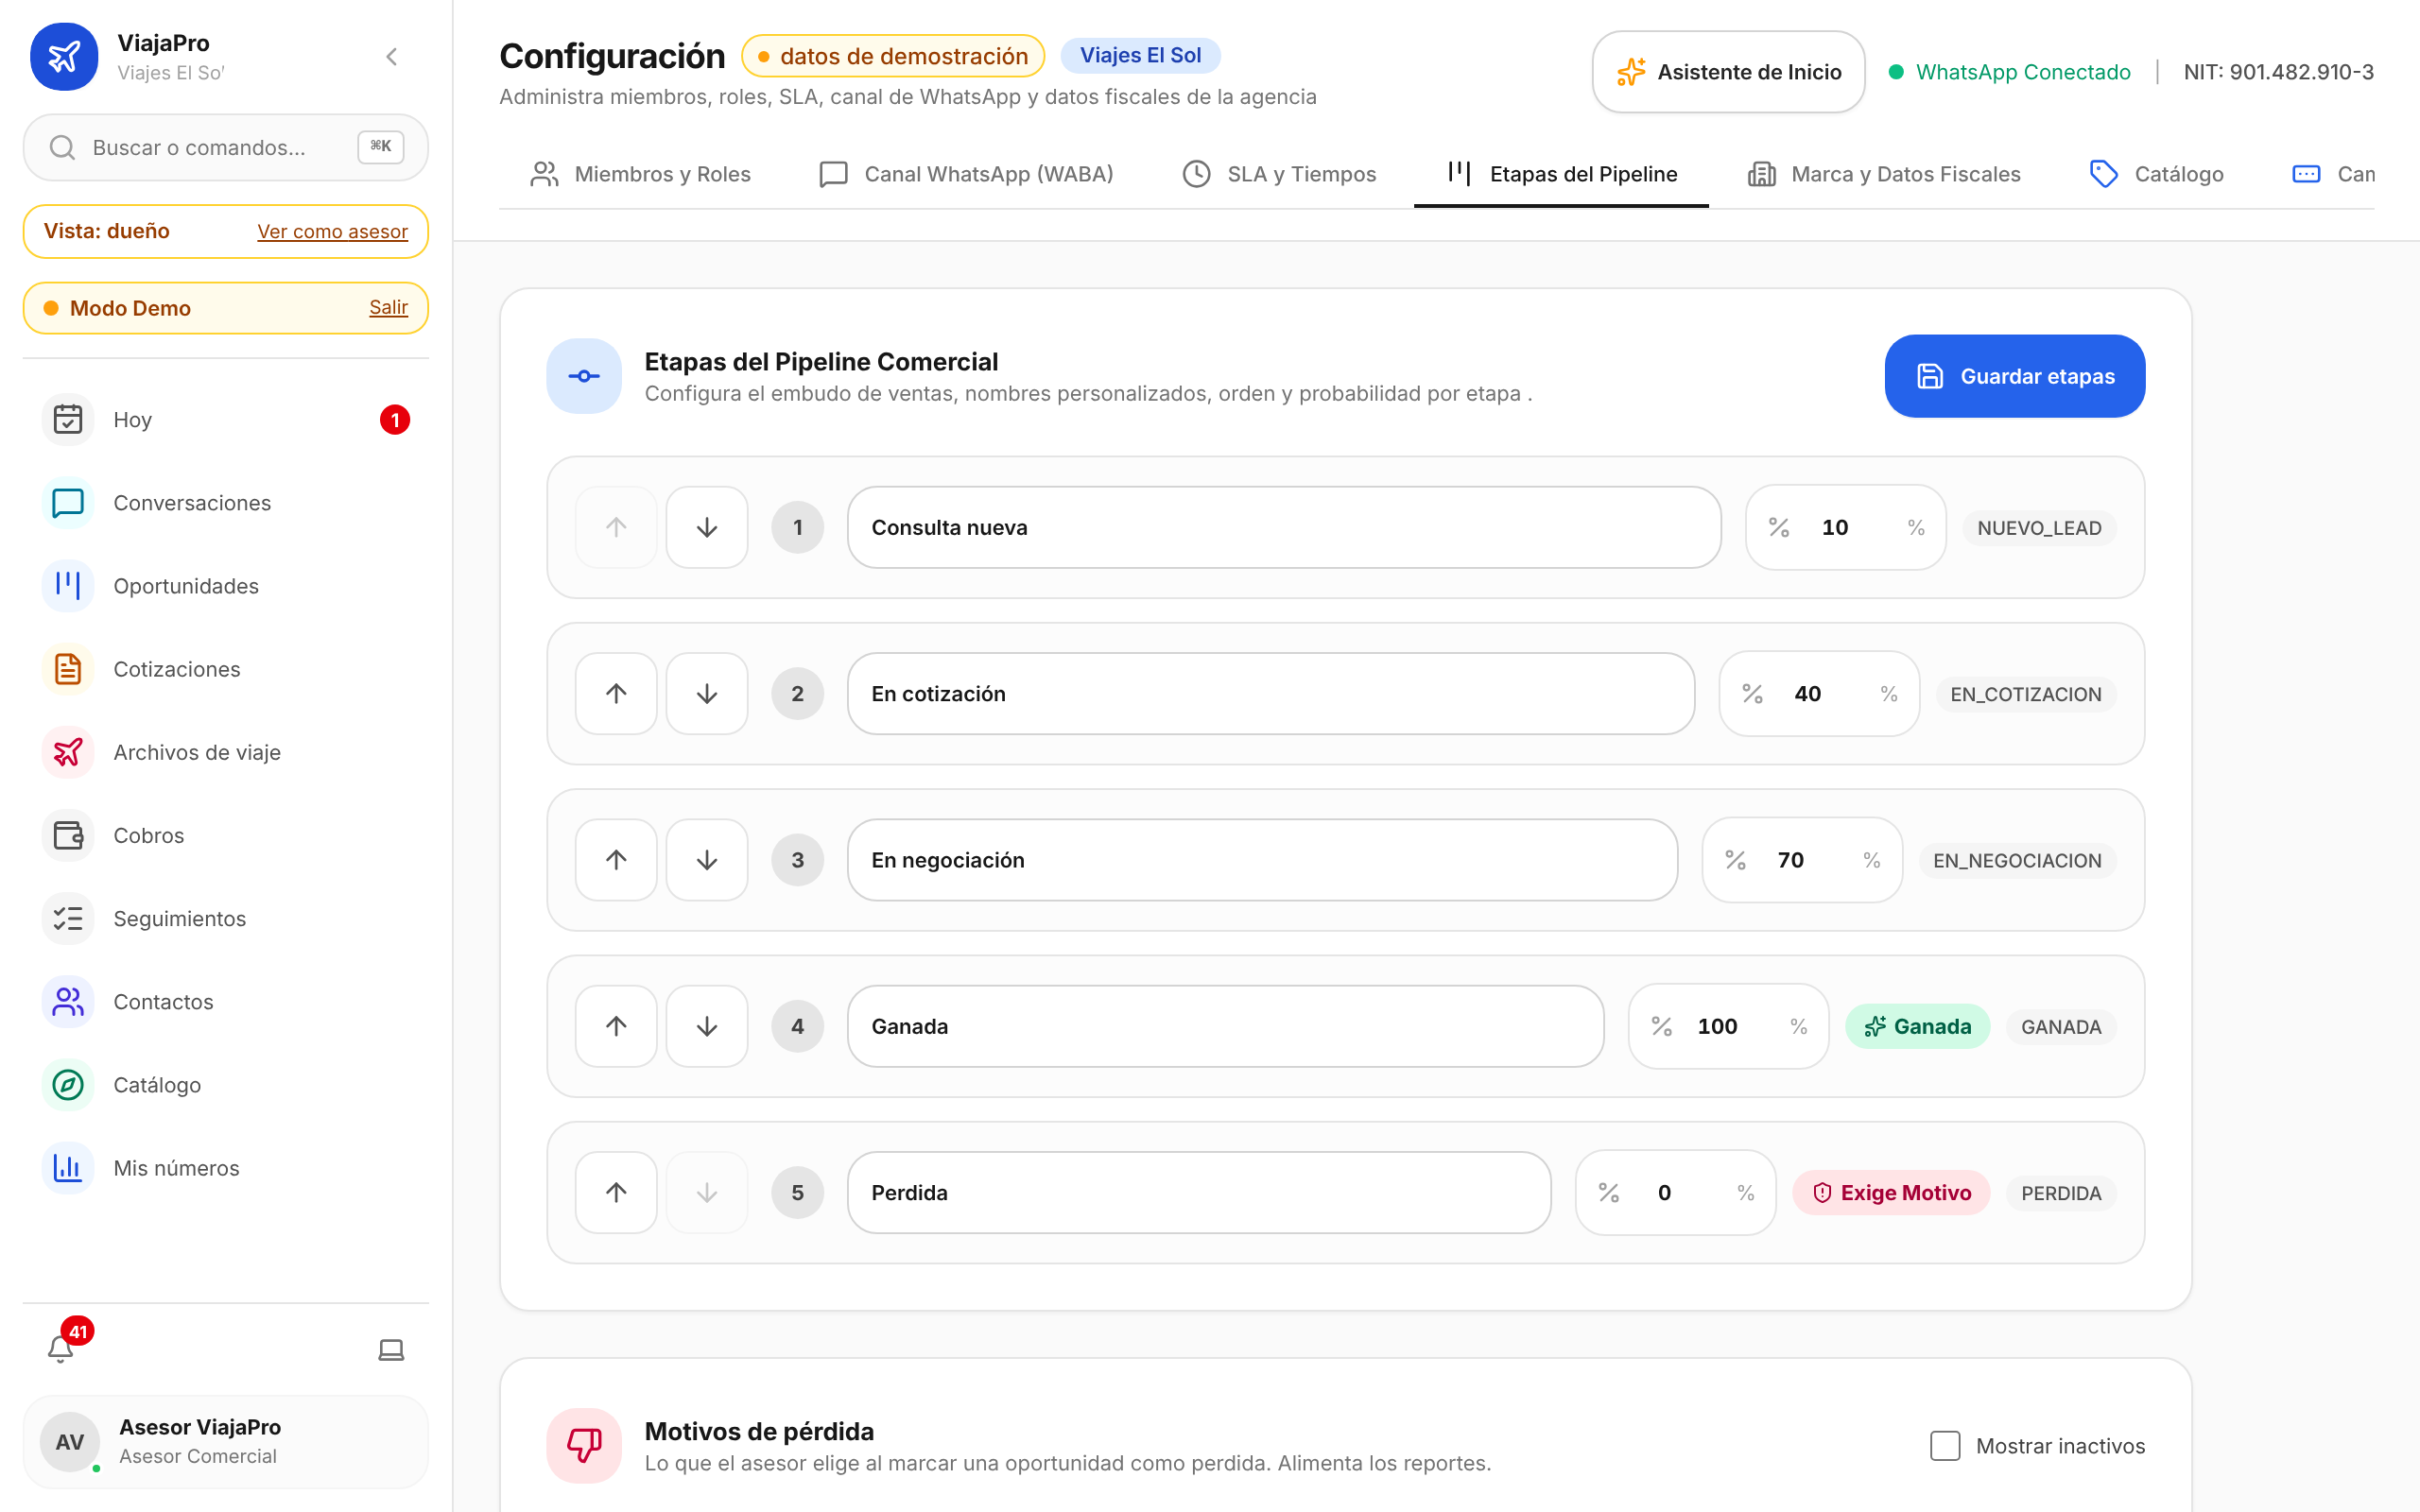 ViajaPro
Viajes El So
Buscar o comandos...
⌘K
Vista: dueño
Ver como asesor
Modo Demo
Salir
Hoy
1
Conversaciones
Oportunidades
Cotizaciones
Archivos de viaje
Cobros
Seguimientos
Contactos
Catálogo
Mis números
41
AV
Asesor ViajaPro
Asesor Comercial
Configuración
datos de demostración
Viajes El Sol
Administra miembros, roles, SLA, canal de WhatsApp y datos fiscales de la agencia
Asistente de Inicio
WhatsApp Conectado
NIT: 901.482.910-3
Miembros y Roles
Canal WhatsApp (WABA)
SLA y Tiempos
Etapas del Pipeline
Marca y Datos Fiscales
Catálogo
Can
Etapas del Pipeline Comercial
Configura el embudo de ventas, nombres personalizados, orden y probabilidad por etapa .
Guardar etapas
1 Consulta nueva 10 % NUEVO_LEAD
2 En cotización 40 % EN_COTIZACION
3 En negociación 70 % EN_NEGOCIACION
4 Ganada 100 % Ganada GANADA
5 Perdida 0 % Exige Motivo PERDIDA
Motivos de pérdida
Lo que el asesor elige al marcar una oportunidad como perdida. Alimenta los reportes.
Mostrar inactivos